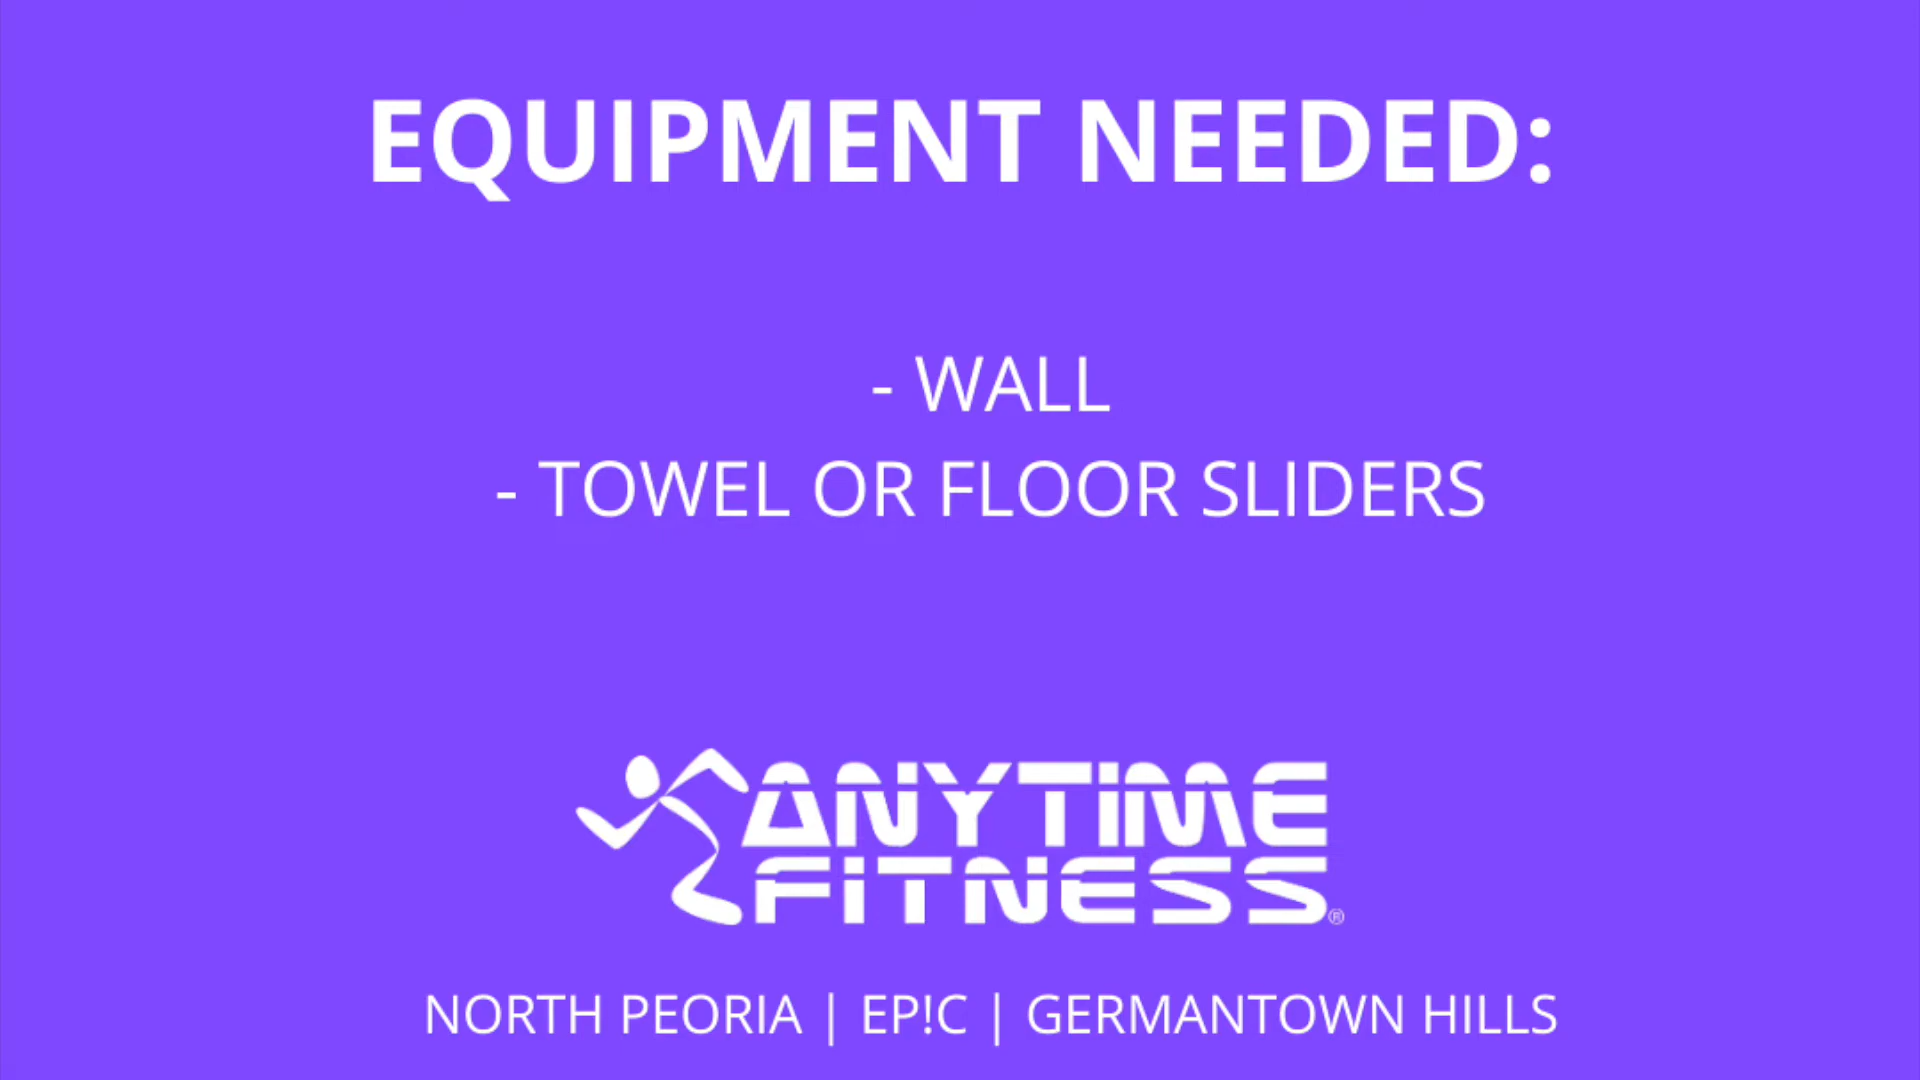 EQUIPMENT NEEDED:
- WALL
- TOWEL OR FLOOR SLIDERS
ANYTIME
FITNESS®
NORTH PEORIA | EP!C | GERMANTOWN HILLS